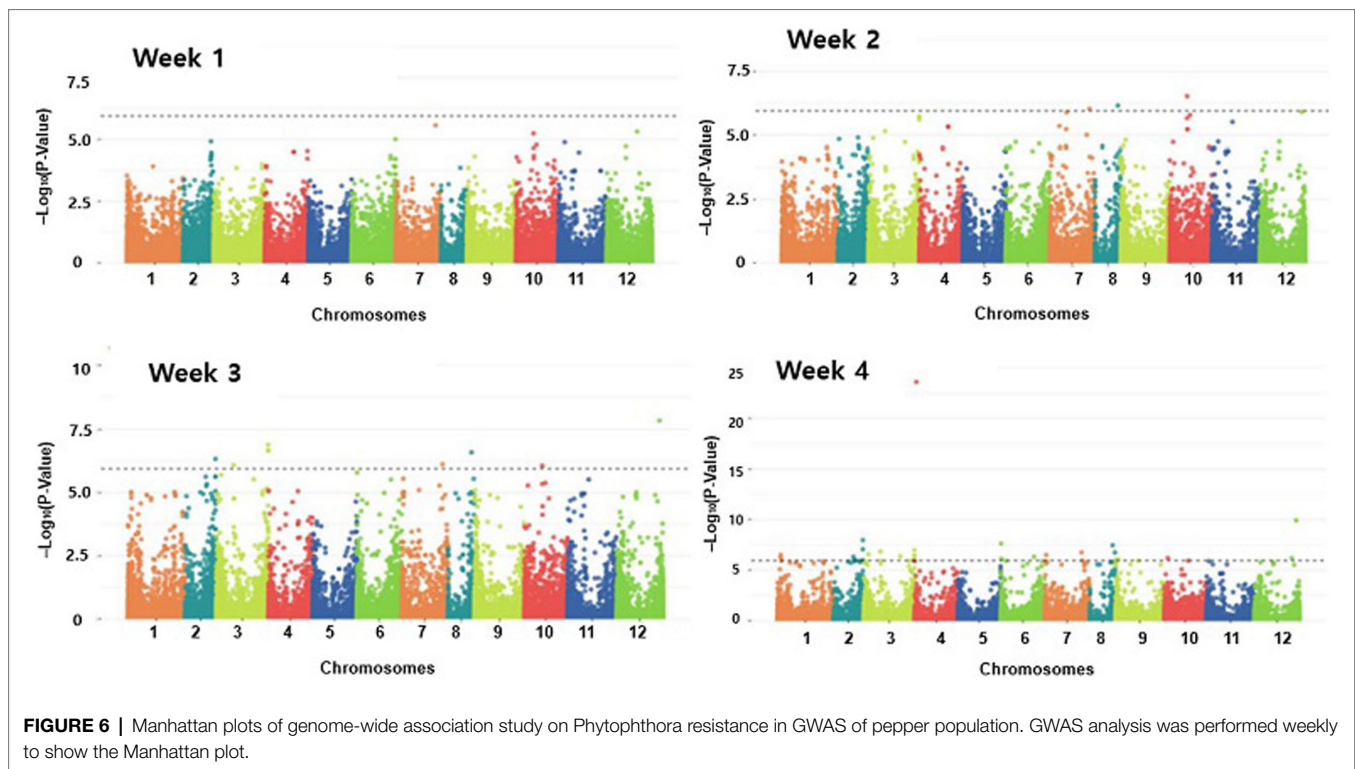 Week 1
7.5
5.0
2.5
0
−Log₁₀(P-Value)
1 2 3 4 5 6 7 8 9 10 11 12
Chromosomes
Week 2
7.5
5.0
2.5
0
−Log₁₀(P-Value)
1 2 3 4 5 6 7 8 9 10 11 12
Chromosomes
Week 3
10
7.5
5.0
2.5
0
−Log₁₀(P-Value)
1 2 3 4 5 6 7 8 9 10 11 12
Chromosomes
Week 4
25
20
15
10
5
0
−Log₁₀(P-Value)
1 2 3 4 5 6 7 8 9 10 11 12
Chromosomes
FIGURE 6 | Manhattan plots of genome-wide association study on Phytophthora resistance in GWAS of pepper population. GWAS analysis was performed weekly
to show the Manhattan plot.